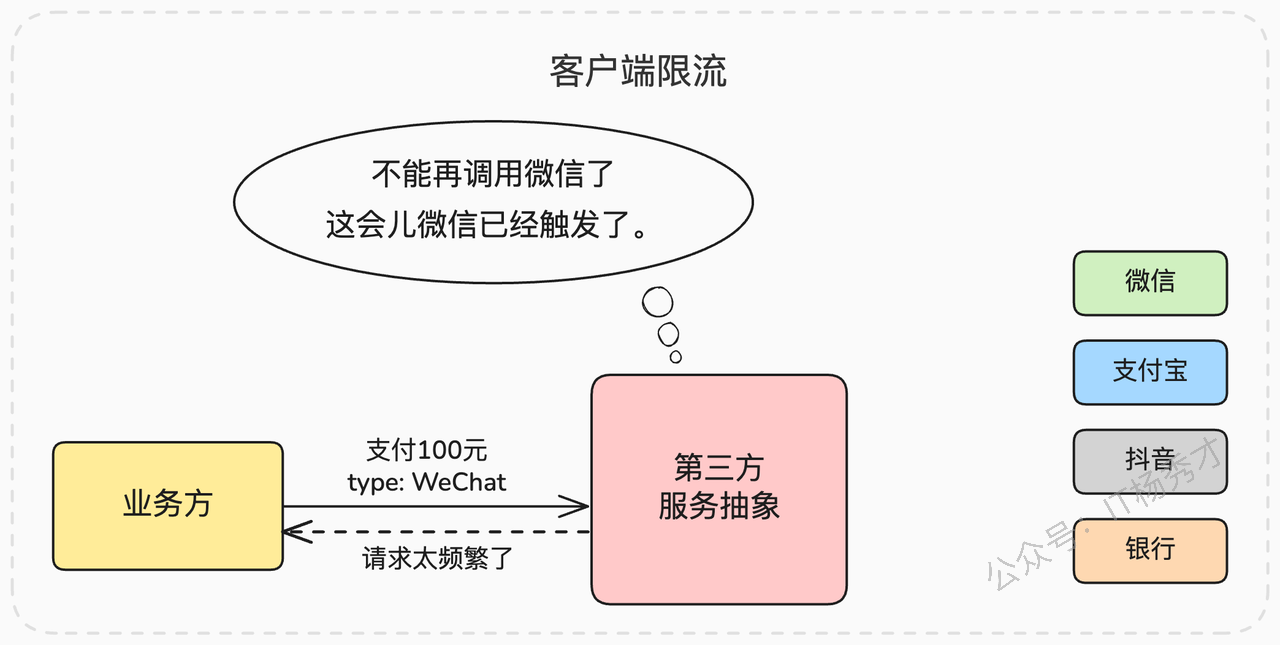 客户端限流
不能再调用微信了
这会儿微信已经触发了。
微信
支付宝
抖音
银行
支付100元
type: WeChat
业务方
请求太频繁了
第三方
服务抽象
公众号：IT杨秀才